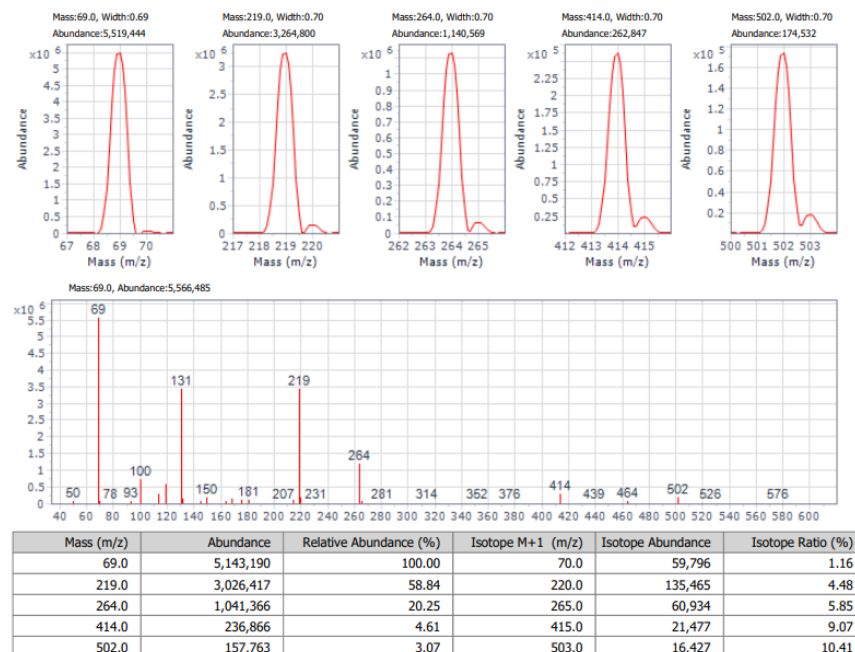 Mass:69.0, Width:0.69 Mass:219.0, Width:0.70 Mass:264.0, Width:0.70 Mass:414.0, Width:0.70 Mass:502.0, Width:0.70
Abundance:5,519,444 Abundance:3,264,800 Abundance:1,140,569 Abundance:262,847 Abundance:174,532
x10 6
5
4.5
4
3.5
3
2.5
2
1.5
1
0.5
0
Abundance
67 68 69 70
Mass (m/z)
x10 6
3
2.5
2
1.5
1
0.5
0
Abundance
217 218 219 220
Mass (m/z)
x10 6
1
0.9
0.8
0.7
0.6
0.5
0.4
0.3
0.2
0.1
0
Abundance
262 263 264 265
Mass (m/z)
x10 5
2.25
2
1.75
1.5
1.25
1
0.75
0.5
0.25
Abundance
412 413 414 415
Mass (m/z)
x10 5
1.6
1.4
1.2
1
0.8
0.6
0.4
0.2
Abundance
500 501 502 503
Mass (m/z)
Mass:69.0, Abundance:5,566,485
x10 6
5.5
5
4.5
4
3.5
3
2.5
2
1.5
1
0.5
0
69
131
219
264
100
50 78 93 150 181 207 231 281 314 352 376 414 439 464 502 526 576
40 60 80 100 120 140 160 180 200 220 240 260 280 300 320 340 360 380 400 420 440 460 480 500 520 540 560 580 600
Mass (m/z) Abundance Relative Abundance (%) Isotope M+1 (m/z) Isotope Abundance Isotope Ratio (%)
69.0 5,143,190 100.00 70.0 59,796 1.16
219.0 3,026,417 58.84 220.0 135,465 4.48
264.0 1,041,366 20.25 265.0 60,934 5.85
414.0 236,866 4.61 415.0 21,477 9.07
502.0 157,763 3.07 503.0 16,427 10.41